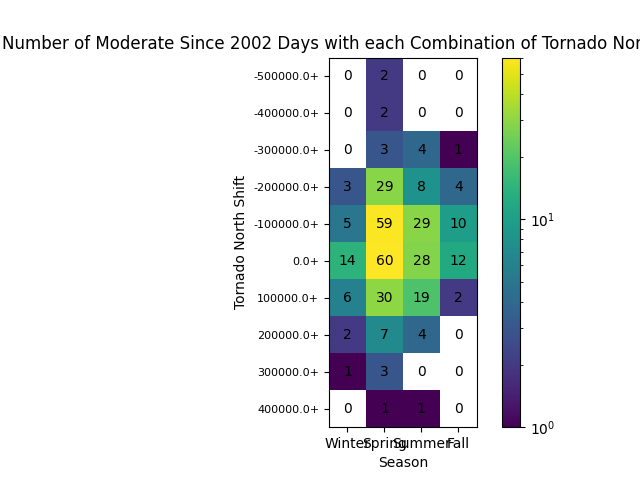 Number of Moderate Since 2002 Days with each Combination of Tornado Nor
-500000.0+ 0 2 0 0
-400000.0+ 0 2 0 0
-300000.0+ 0 3 4 1
-200000.0+ 3 29 8 4
-100000.0+ 5 59 29 10
0.0+ 14 60 28 12
100000.0+ 6 30 19 2
200000.0+ 2 7 4 0
300000.0+ 1 3 0 0
400000.0+ 0 1 1 0
Winter Spring Summer Fall
Season
Tornado North Shift
10¹
10⁰